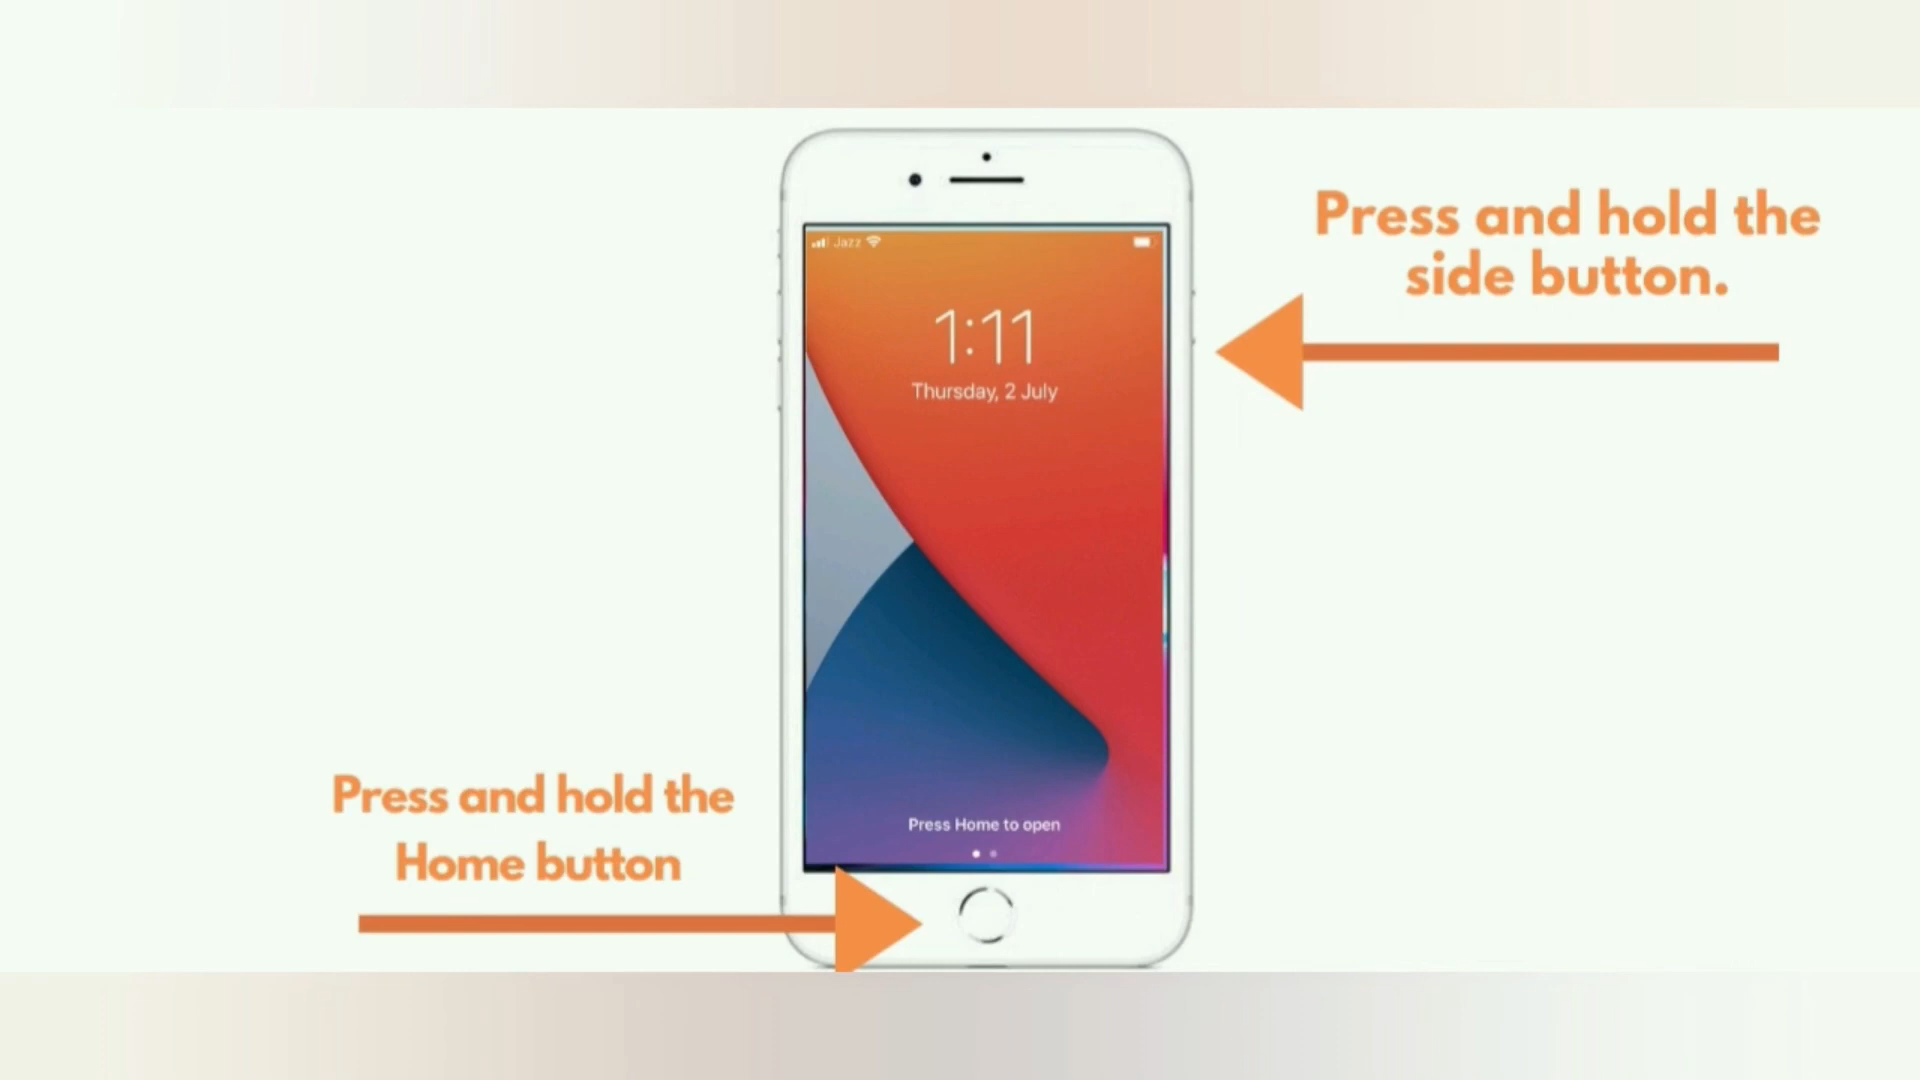 Jazz
Press and hold the
side button.
1:11
Thursday, 2 July
Press and hold the
Home button
Press Home to open